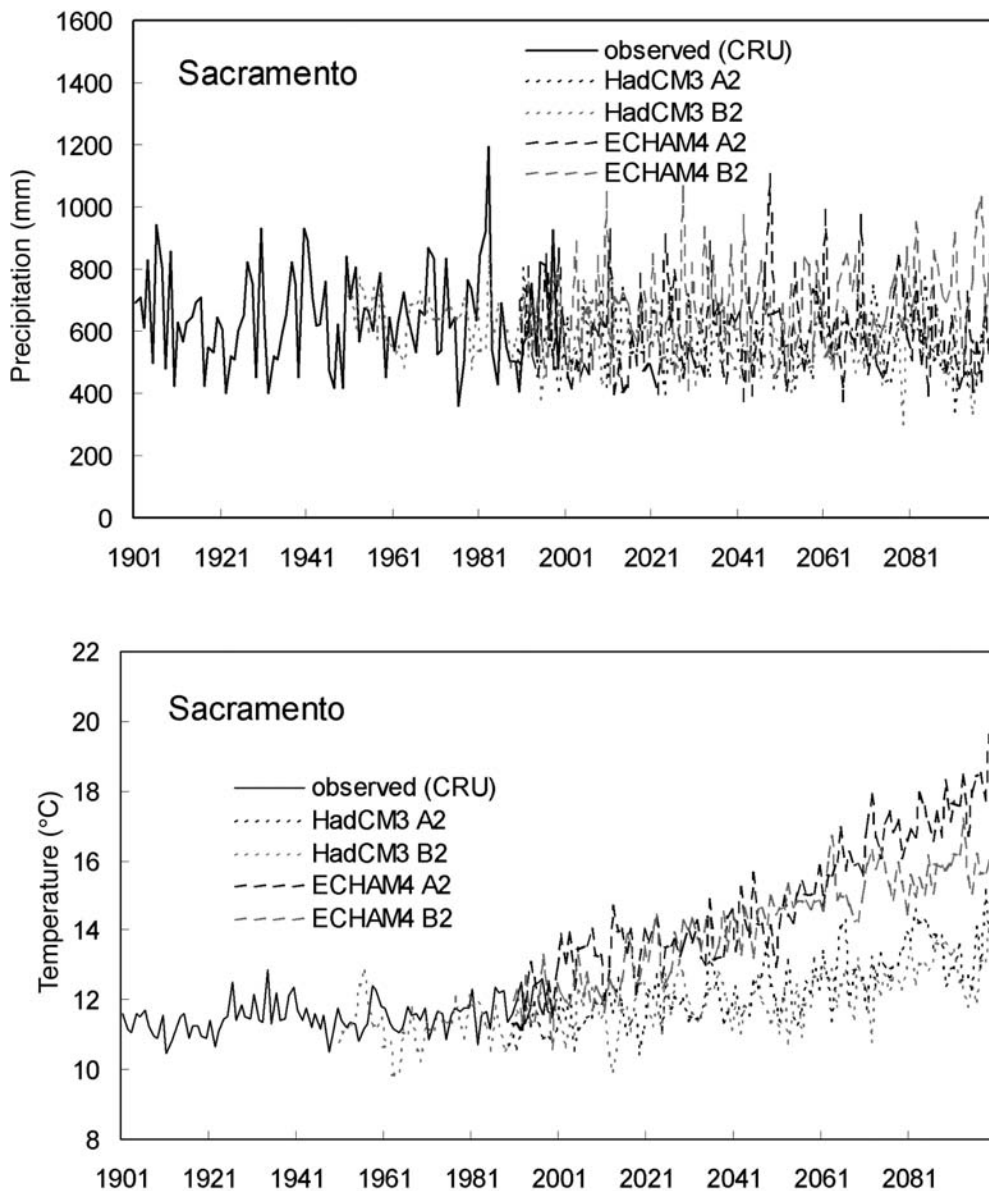 1600
1400
1200
1000
800
600
400
200
0
Precipitation (mm)
Sacramento
observed (CRU)
HadCM3 A2
HadCM3 B2
ECHAM4 A2
ECHAM4 B2
1901 1921 1941 1961 1981 2001 2021 2041 2061 2081
22
20
18
16
14
12
10
8
Temperature (°C)
Sacramento
observed (CRU)
HadCM3 A2
HadCM3 B2
ECHAM4 A2
ECHAM4 B2
1901 1921 1941 1961 1981 2001 2021 2041 2061 2081